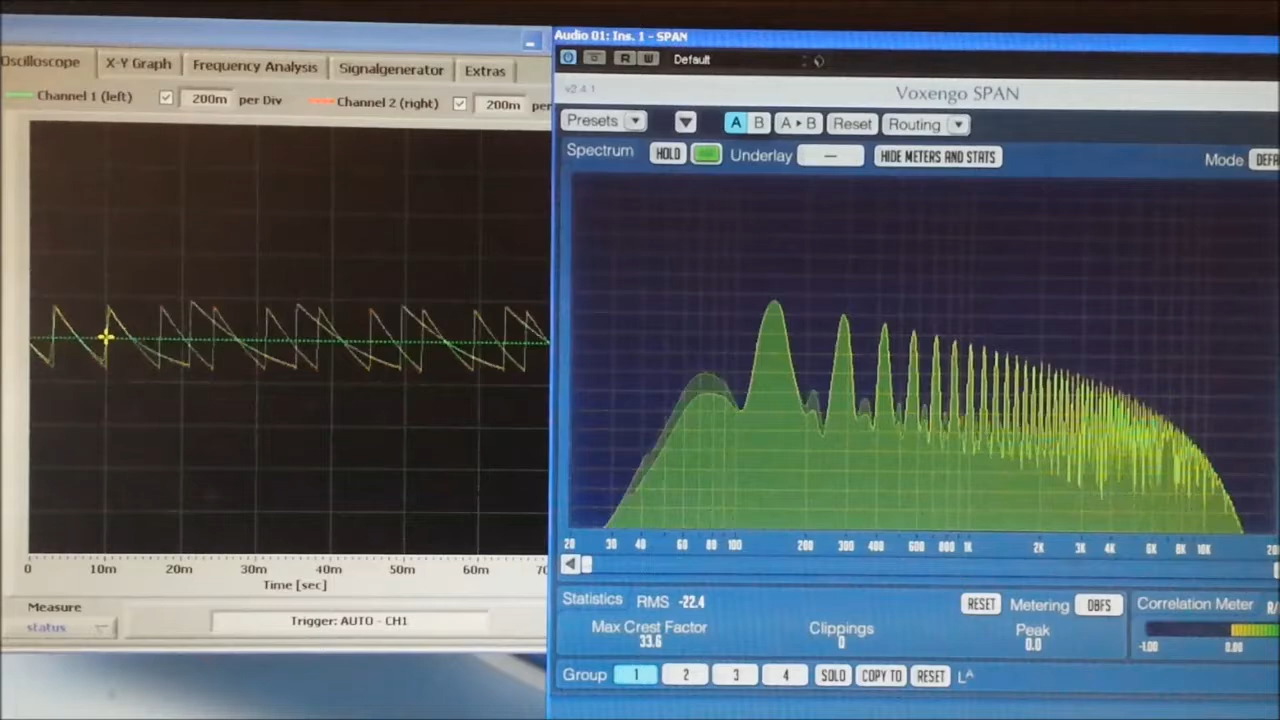 Oscilloscope X-Y Graph Frequency Analysis Signalgenerator Extras
Channel 1 (left) 200m per Div Channel 2 (right) 200m per
0 10m 20m 30m 40m 50m 60m
Time [sec]
Measure
status
Trigger: AUTO - CH1
Audio 01: Ins. 1 - SPAN
R W Default
v2.4.1 Voxengo SPAN
Presets A B A ▸ B Reset Routing
Spectrum HOLD Underlay — HIDE METERS AND STATS Mode
20 30 40 60 80 100 200 300 400 600 800 1K 2K 3K 4K 6K 8K 10K
Statistics RMS -22.4 RESET Metering DBFS Correlation Meter
Max Crest Factor Clippings Peak
33.6 0 0.0 -1.00 0.00
Group 1 2 3 4 SOLO COPY TO RESET